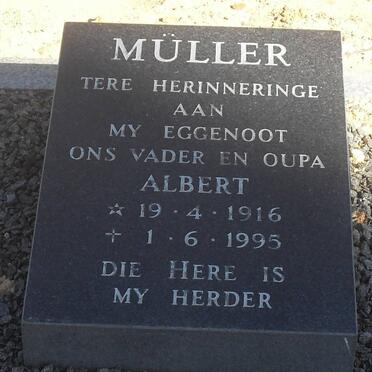 MÜLLER
TERE HERINNERINGE
AAN
MY EGGENOOT
ONS VADER EN OUPA
ALBERT
☆ 19·4·1916
✝ 1·6·1995
DIE HERE IS
MY HERDER